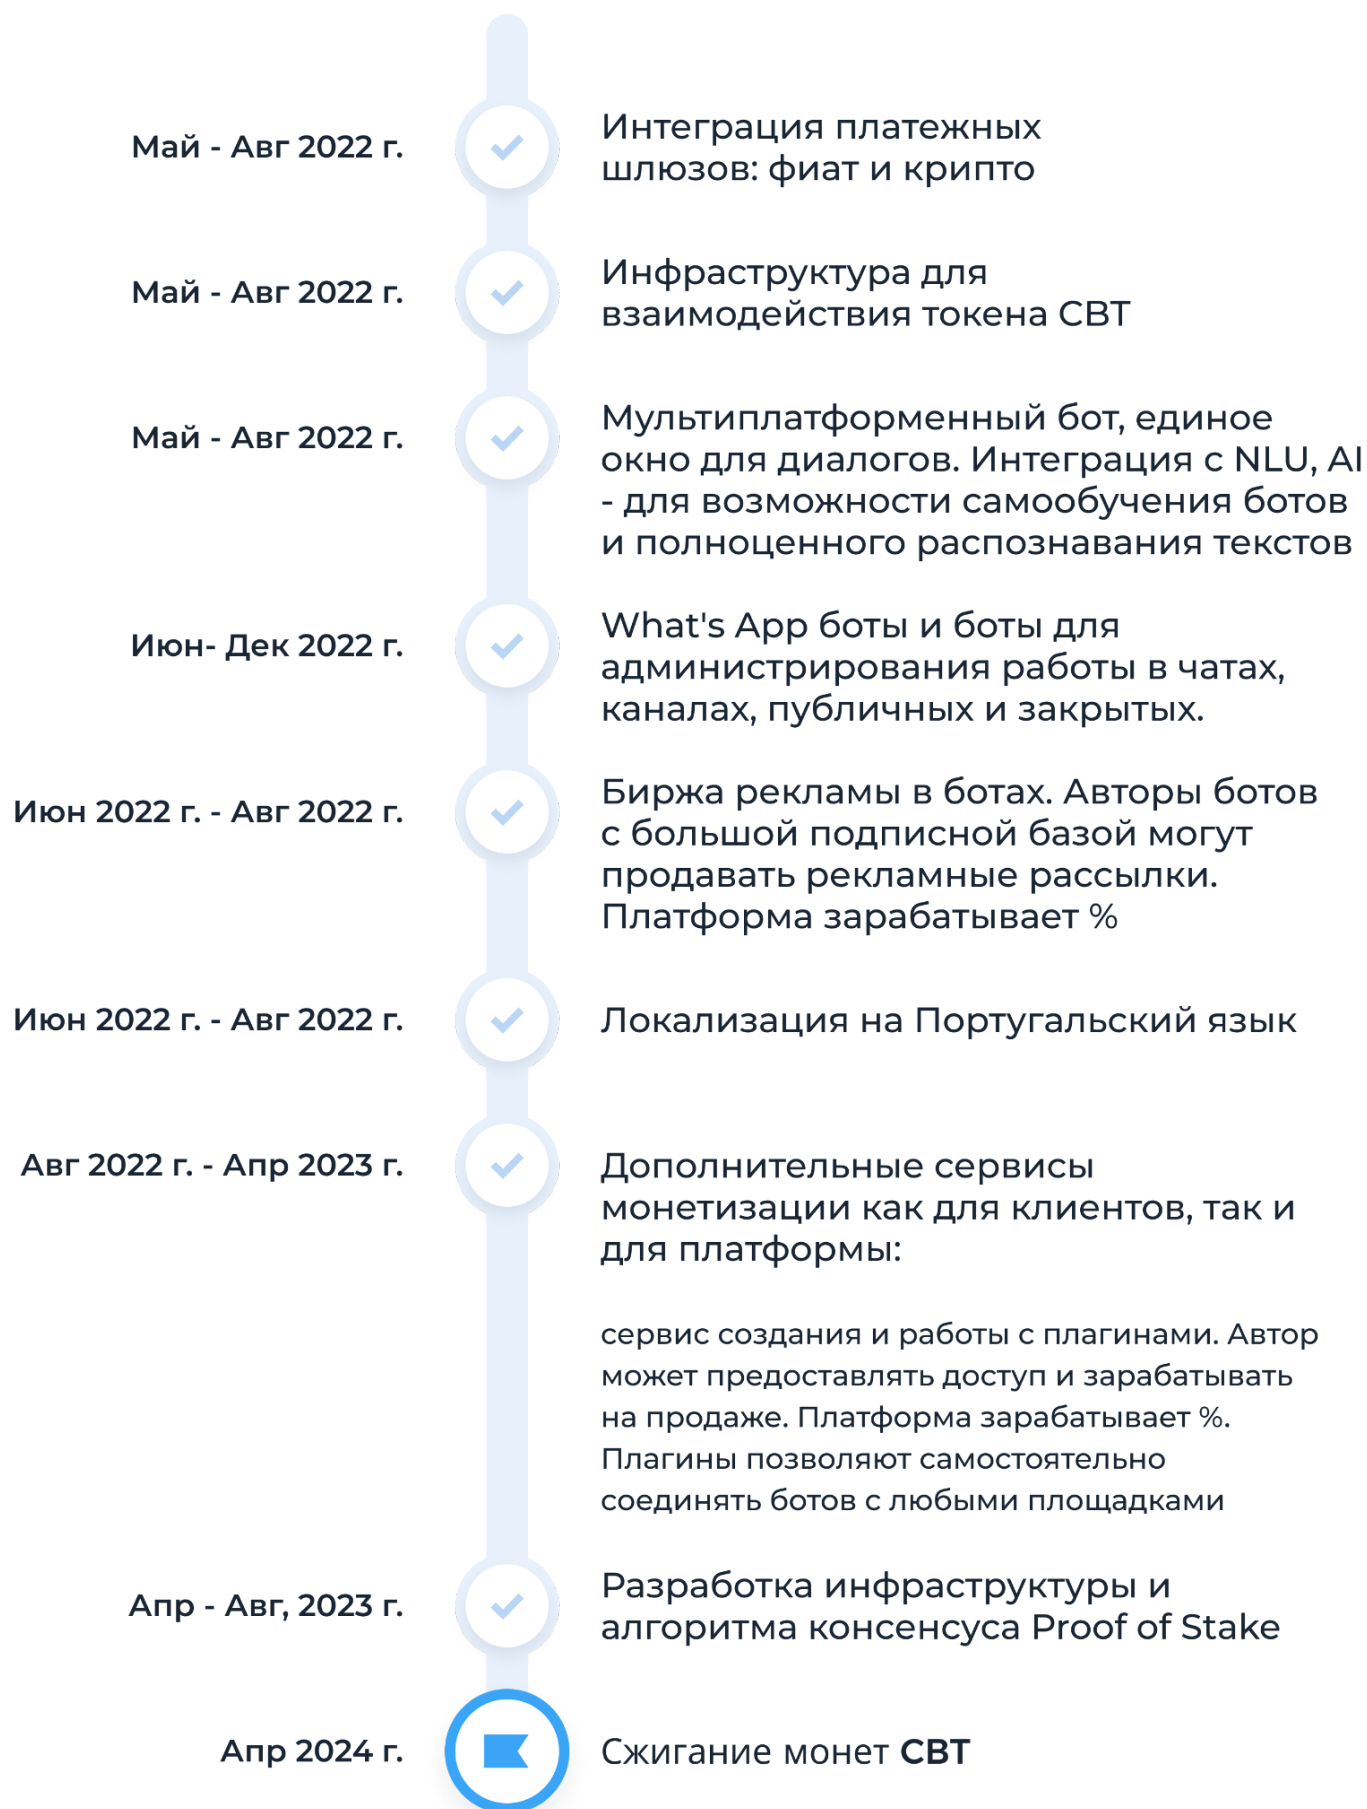 Май - Авг 2022 г.
Интеграция платежных
шлюзов: фиат и крипто
Май - Авг 2022 г.
Инфраструктура для
взаимодействия токена CBT
Май - Авг 2022 г.
Мультиплатформенный бот, единое
окно для диалогов. Интеграция с NLU, AI
- для возможности самообучения ботов
и полноценного распознавания текстов
Июн- Дек 2022 г.
What's App боты и боты для
администрирования работы в чатах,
каналах, публичных и закрытых.
Июн 2022 г. - Авг 2022 г.
Биржа рекламы в ботах. Авторы ботов
с большой подписной базой могут
продавать рекламные рассылки.
Платформа зарабатывает %
Июн 2022 г. - Авг 2022 г.
Локализация на Португальский язык
Авг 2022 г. - Апр 2023 г.
Дополнительные сервисы
монетизации как для клиентов, так и
для платформы:
сервис создания и работы с плагинами. Автор
может предоставлять доступ и зарабатывать
на продаже. Платформа зарабатывает %.
Плагины позволяют самостоятельно
соединять ботов с любыми площадками
Апр - Авг, 2023 г.
Разработка инфраструктуры и
алгоритма консенсуса Proof of Stake
Апр 2024 г.
Сжигание монет CBT